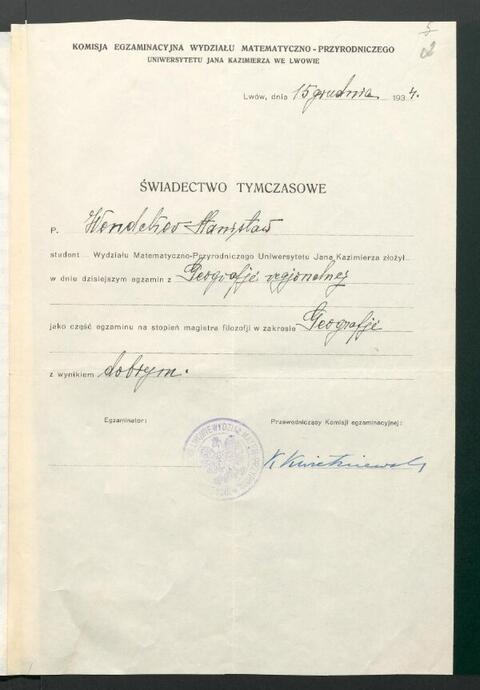 KOMISJA EGZAMINACYJNA WYDZIAŁU MATEMATYCZNO-PRZYRODNICZEGO
UNIWERSYTETU JANA KAZIMIERZA WE LWOWIE
Lwów, dnia 15 grudnia 1934.
ŚWIADECTWO TYMCZASOWE
P. Stanisław
student Wydziału Matematyczno-Przyrodniczego Uniwersytetu Jana Kazimierza złożył
w dniu dzisiejszym egzamin z Geografji regjonalnej
jako część egzaminu na stopień magistra filozofji w zakresie Geografji
z wynikiem dobrym.
Egzaminator: Przewodniczący Komisji egzaminacyjnej: